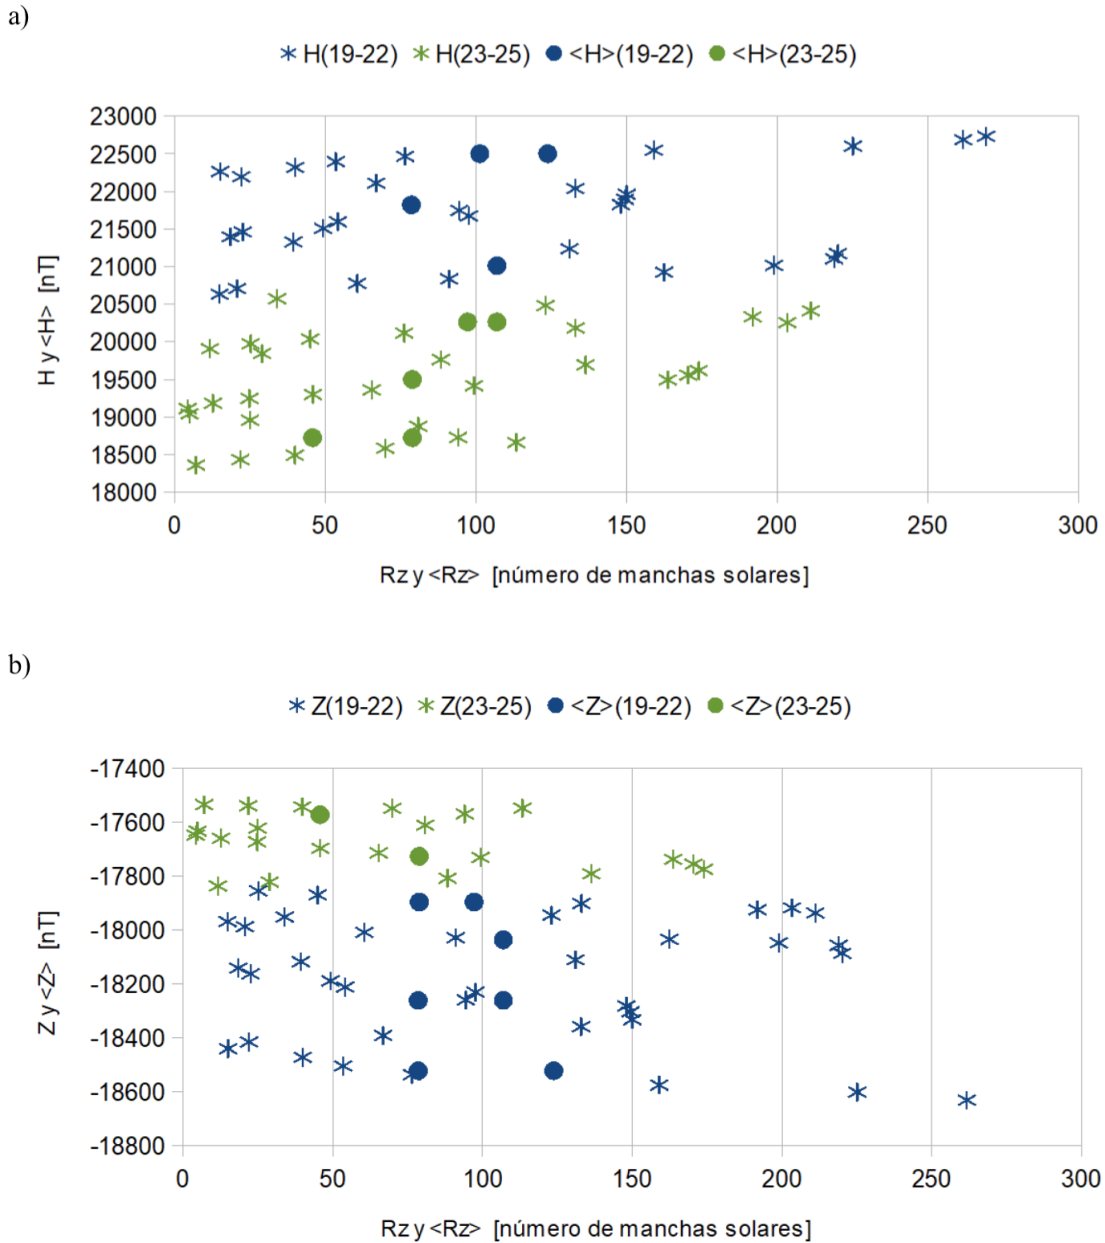 a)
H(19-22) H(23-25) <H>(19-22) <H>(23-25)
23000
22500
22000
21500
21000
20500
20000
19500
19000
18500
18000
H y <H> [nT]
0 50 100 150 200 250 300
Rz y <Rz> [número de manchas solares]
b)
Z(19-22) Z(23-25) <Z>(19-22) <Z>(23-25)
-17400
-17600
-17800
-18000
-18200
-18400
-18600
-18800
Z y <Z> [nT]
0 50 100 150 200 250 300
Rz y <Rz> [número de manchas solares]